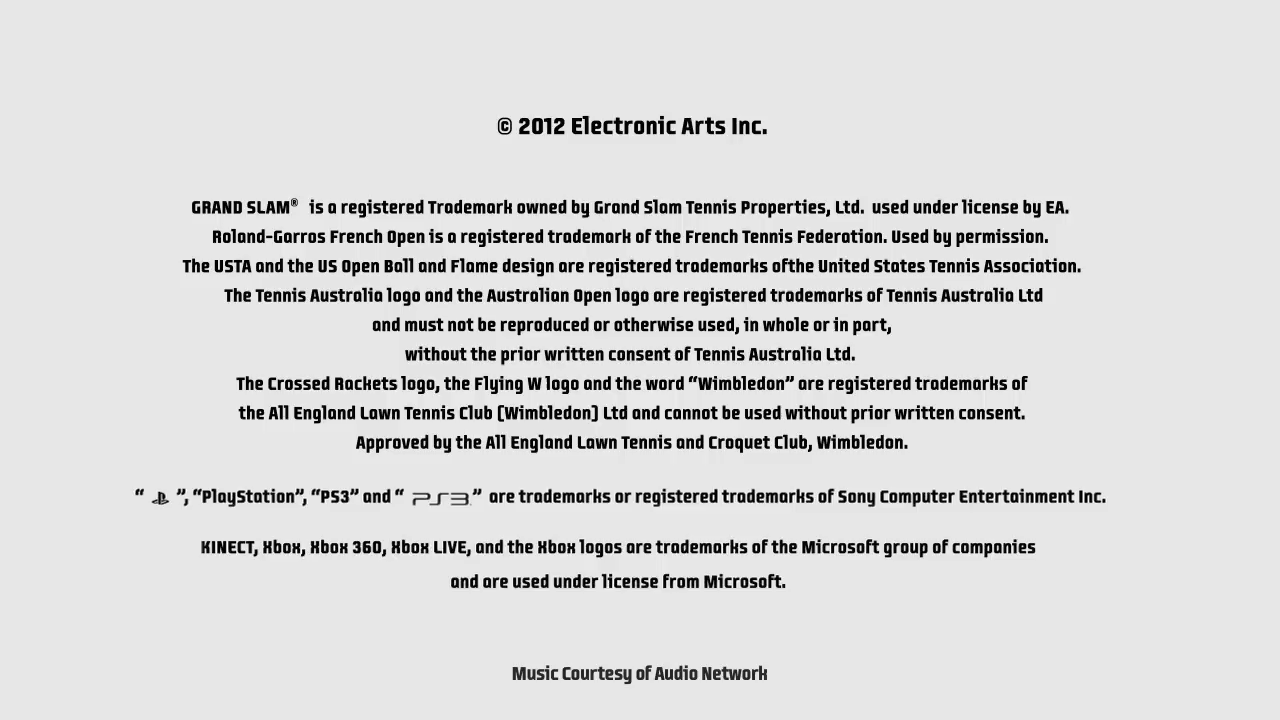 © 2012 Electronic Arts Inc.
GRAND SLAM® is a registered Trademark owned by Grand Slam Tennis Properties, Ltd. used under license by EA.
Roland-Garros French Open is a registered trademark of the French Tennis Federation. Used by permission.
The USTA and the US Open Ball and Flame design are registered trademarks ofthe United States Tennis Association.
The Tennis Australia logo and the Australian Open logo are registered trademarks of Tennis Australia Ltd
and must not be reproduced or otherwise used, in whole or in part,
without the prior written consent of Tennis Australia Ltd.
The Crossed Rackets logo, the Flying W logo and the word “Wimbledon” are registered trademarks of
the All England Lawn Tennis Club (Wimbledon) Ltd and cannot be used without prior written consent.
Approved by the All England Lawn Tennis and Croquet Club, Wimbledon.
“ ”, “PlayStation”, “PS3” and “ PS3 ” are trademarks or registered trademarks of Sony Computer Entertainment Inc.
KINECT, Xbox, Xbox 360, Xbox LIVE, and the Xbox logos are trademarks of the Microsoft group of companies
and are used under license from Microsoft.
Music Courtesy of Audio Network